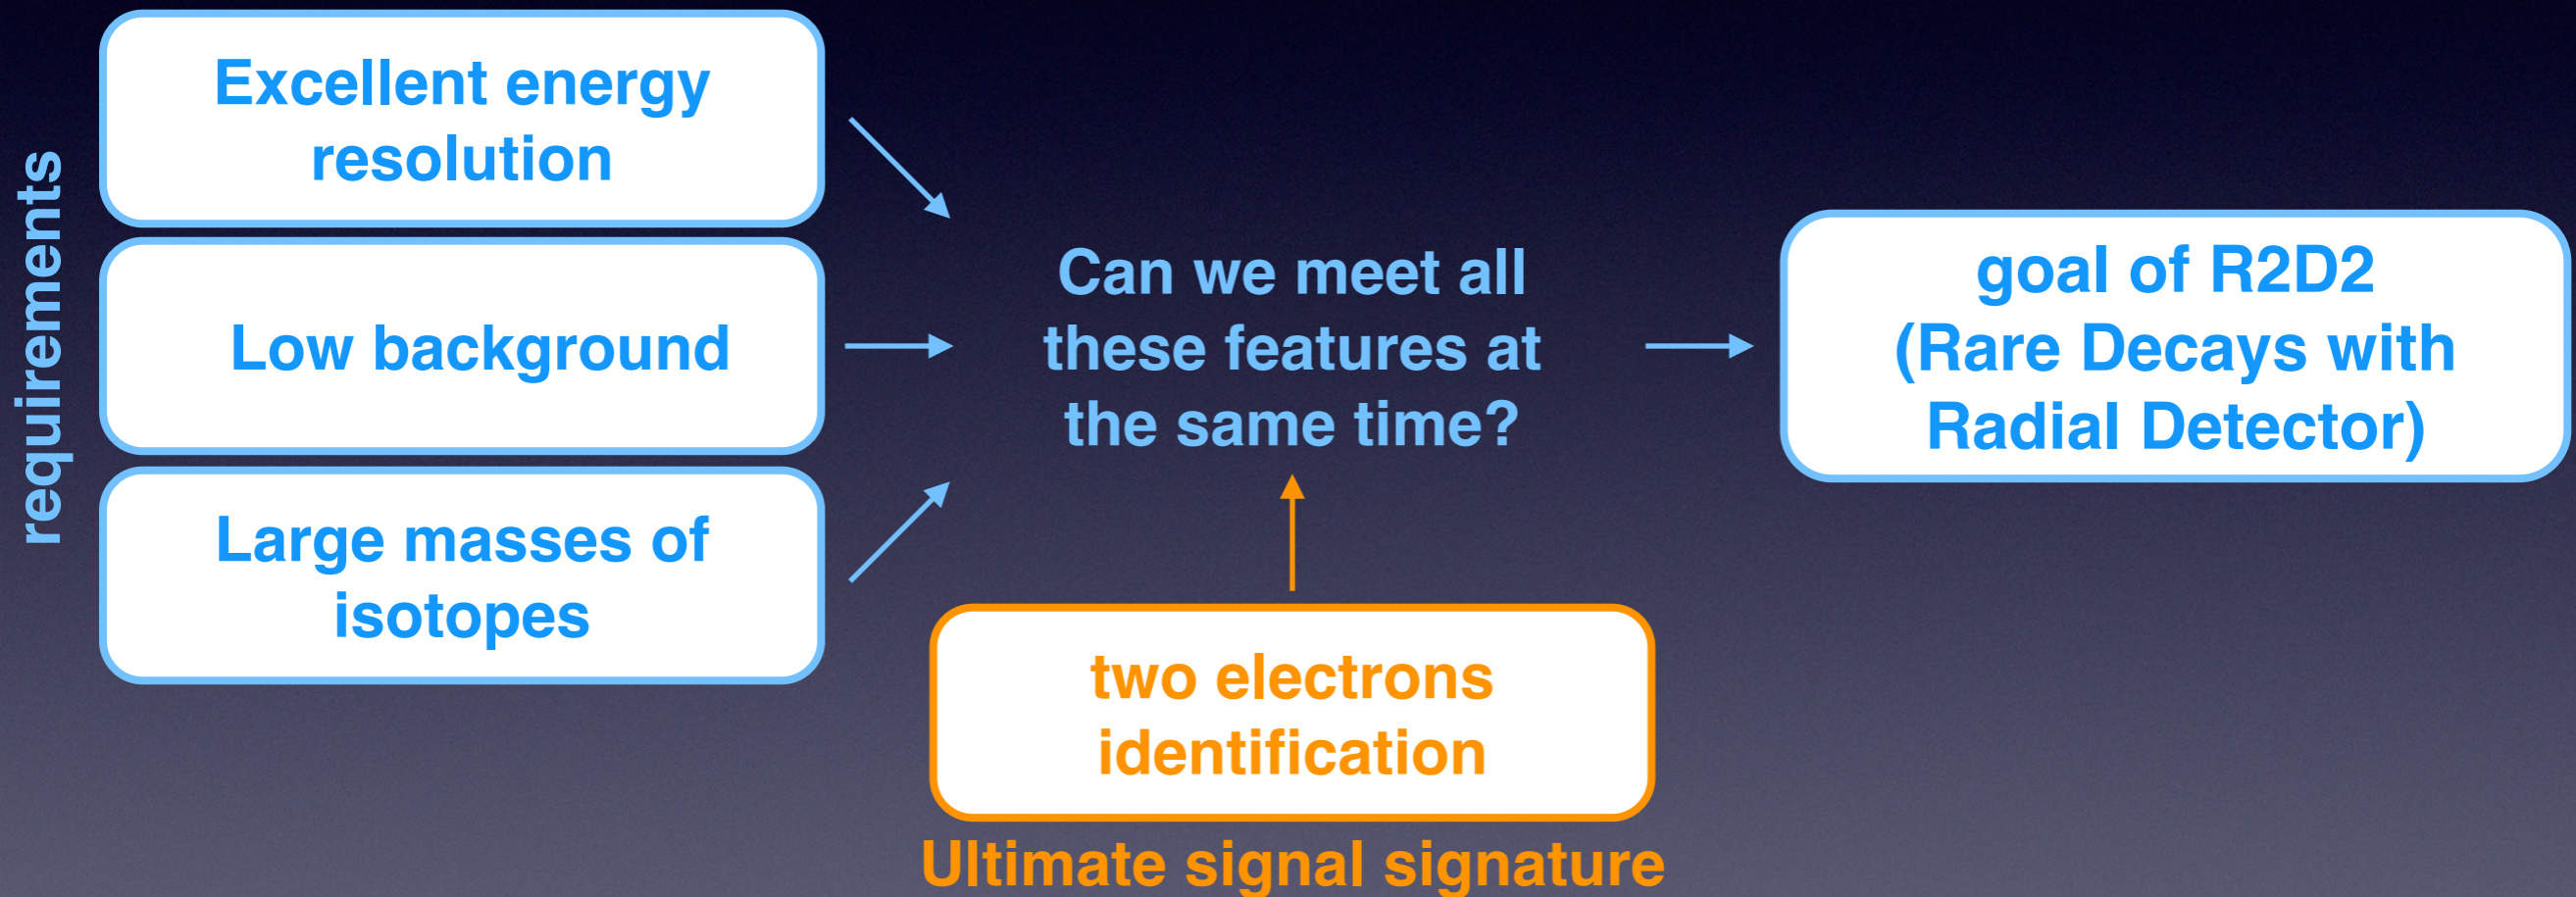 requirements
Excellent energy
resolution
Low background
Large masses of
isotopes
Can we meet all
these features at
the same time?
goal of R2D2
(Rare Decays with
Radial Detector)
two electrons
identification
Ultimate signal signature